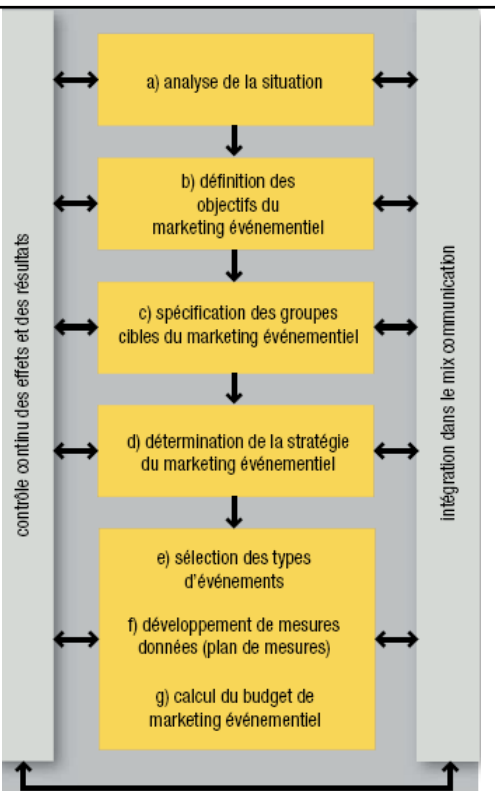 contrôle continu des effets et des résultats
a) analyse de la situation
b) définition des
objectifs du
marketing événementiel
c) spécification des groupes
cibles du marketing événementiel
d) détermination de la stratégie
du marketing événementiel
e) sélection des types
d’événements
f) développement de mesures
données (plan de mesures)
g) calcul du budget de
marketing événementiel
intégration dans le mix communication